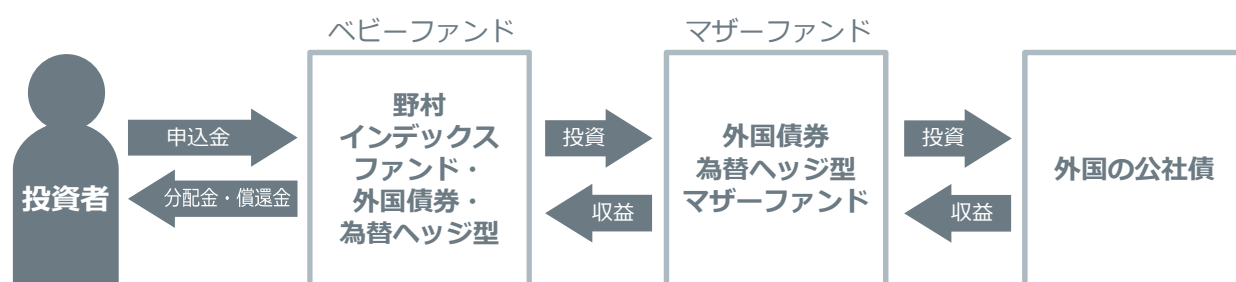 ベビーファンド
マザーファンド
投資者
申込金
分配金・償還金
野村
インデックス
ファンド・
外国債券・
為替ヘッジ型
投資
収益
外国債券
為替ヘッジ型
マザーファンド
投資
収益
外国の公社債